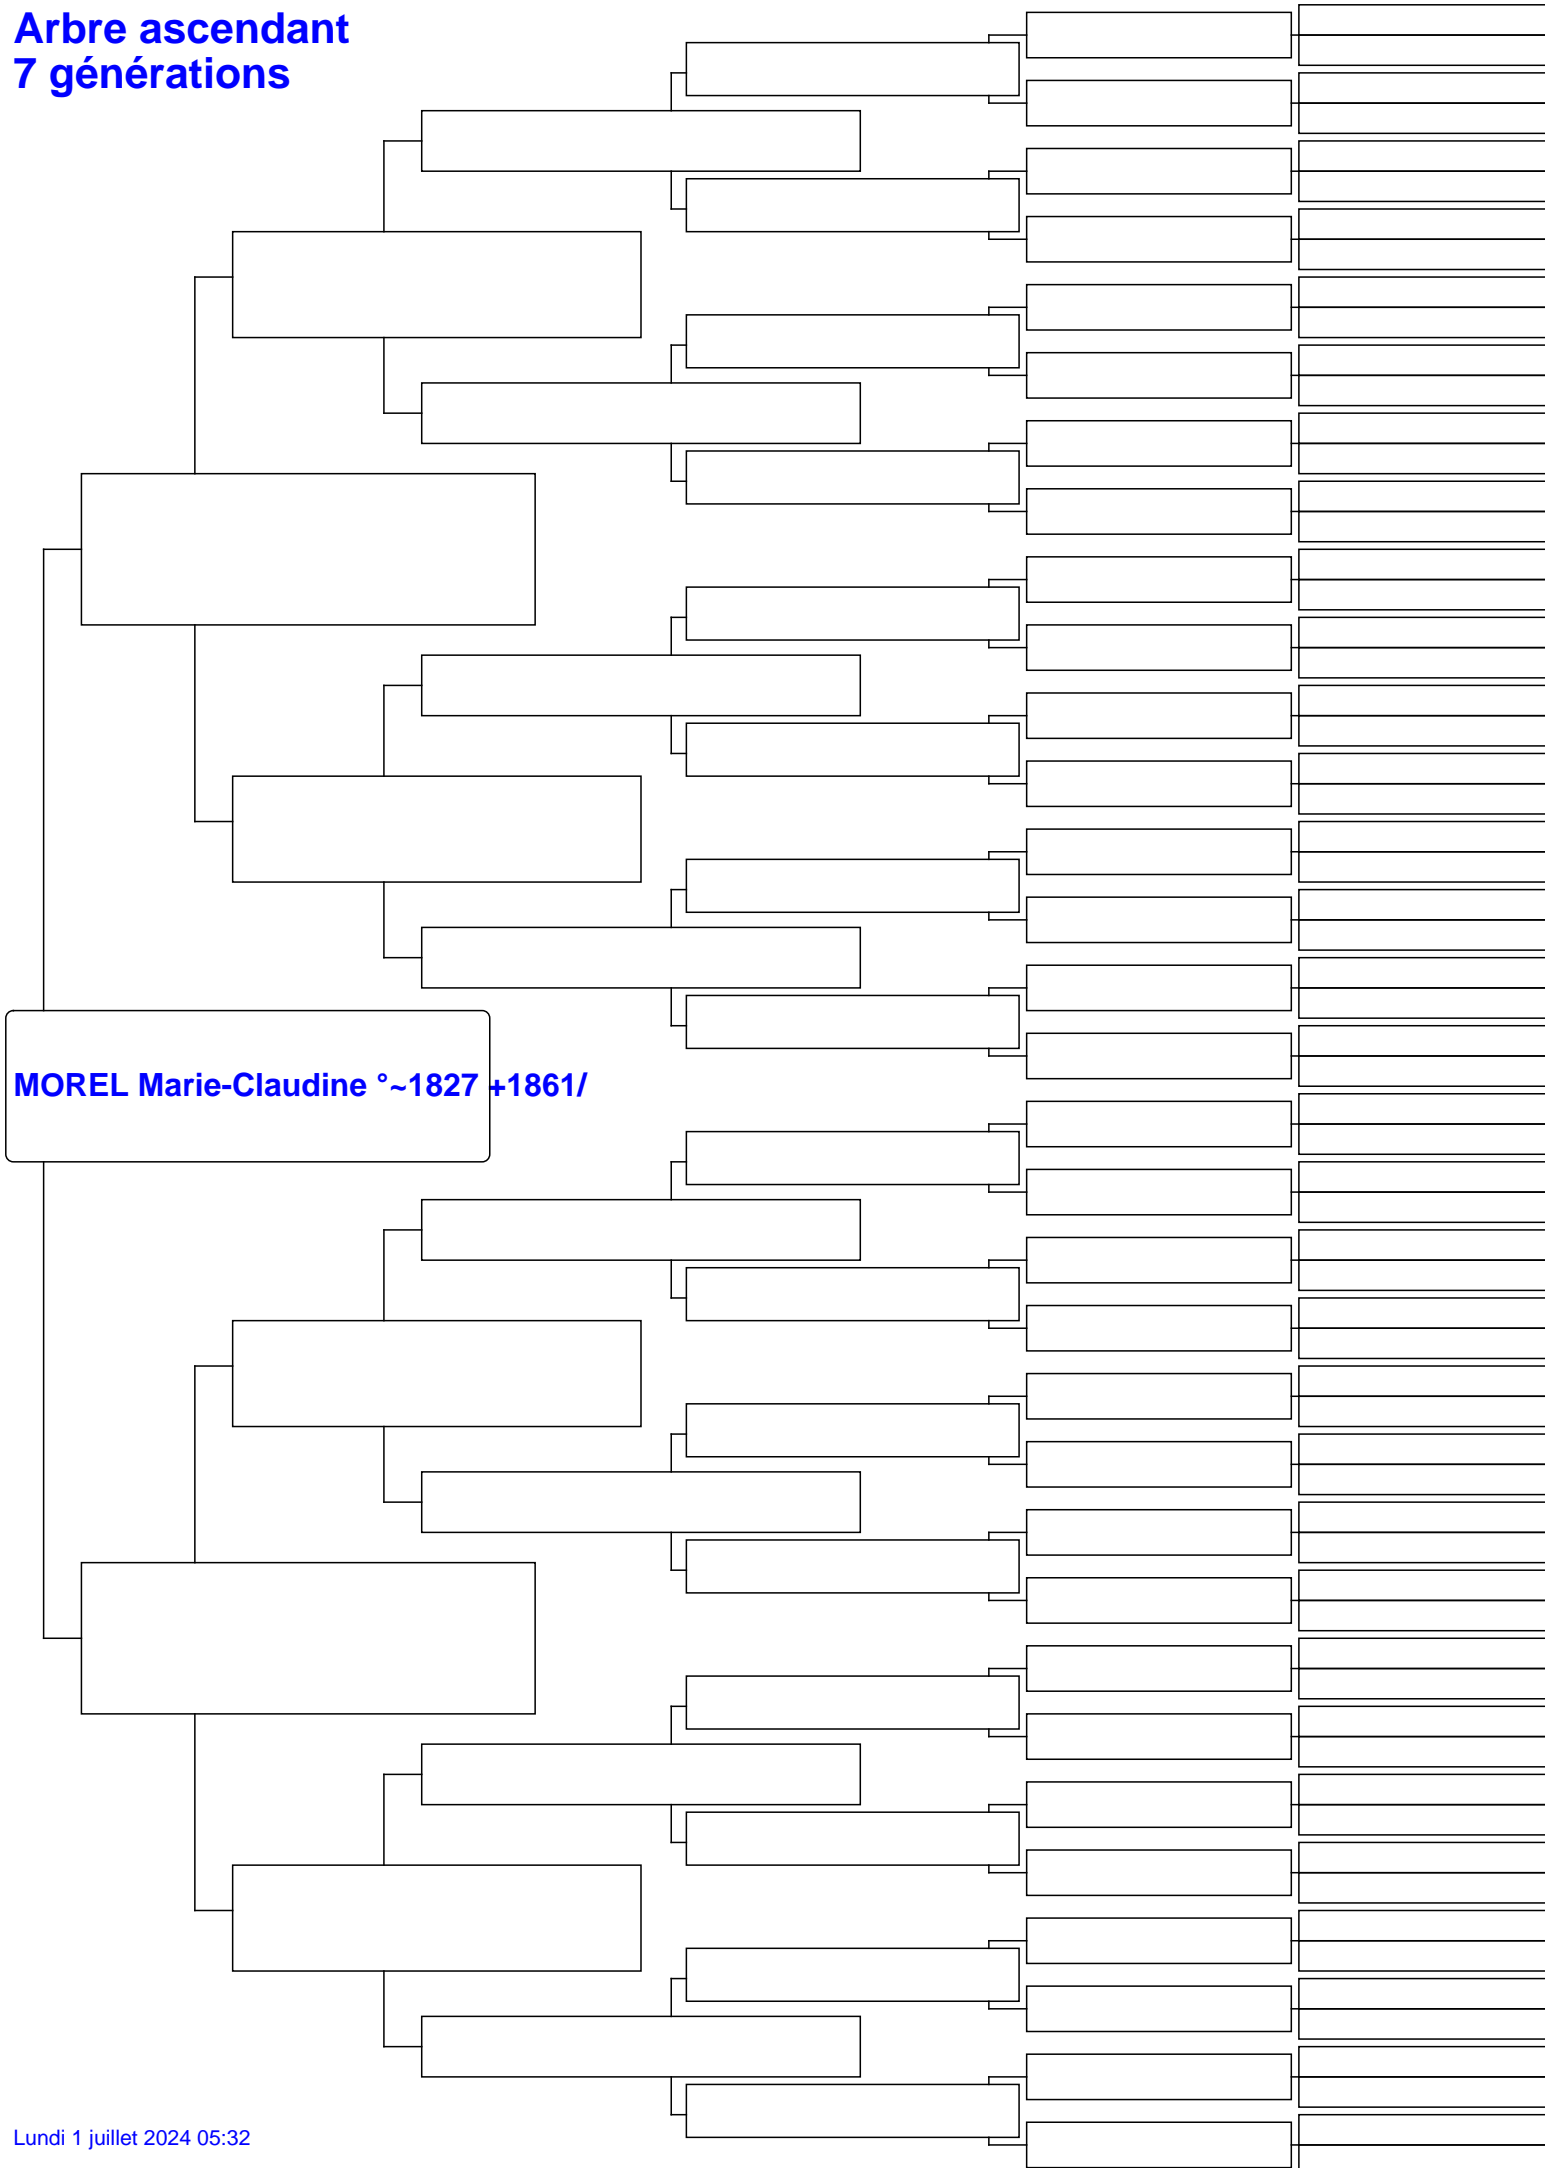 Arbre ascendant
7 générations
MOREL Marie-Claudine °~1827 +1861/
Lundi 1 juillet 2024 05:32